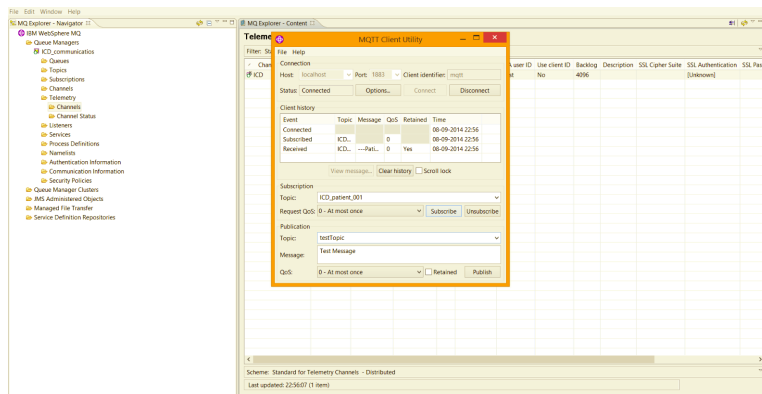 File Edit Window Help
MQ Explorer - Navigator
MQ Explorer - Content
IBM WebSphere MQ
Queue Managers
ICD_communicatios
Queues
Topics
Subscriptions
Channels
Telemetry
Channels
Channel Status
Listeners
Services
Process Definitions
Namelists
Authentication Information
Communication Information
Security Policies
Queue Manager Clusters
JMS Administered Objects
Managed File Transfer
Service Definition Repositories
Teleme
Filter: Sta
Chan
user ID Use client ID Backlog Description SSL Cipher Suite SSL Authentication SSL Pas
ICD
No 4096 [Unknown]
MQTT Client Utility
File Help
Connection
Host: localhost Port: 1883 Client identifier: mqtt
Status: Connected Options... Connect Disconnect
Client history
Event Topic Message QoS Retained Time
Connected 08-09-2014 22:56
Subscribed ICD... 0 08-09-2014 22:56
Received ICD... ---Pati... 0 Yes 08-09-2014 22:56
View message... Clear history Scroll lock
Subscription
Topic: ICD_patient_001
Request QoS: 0 - At most once Subscribe Unsubscribe
Publication
Topic: testTopic
Message: Test Message
QoS: 0 - At most once Retained Publish
Scheme: Standard for Telemetry Channels - Distributed
Last updated: 22:56:07 (1 item)